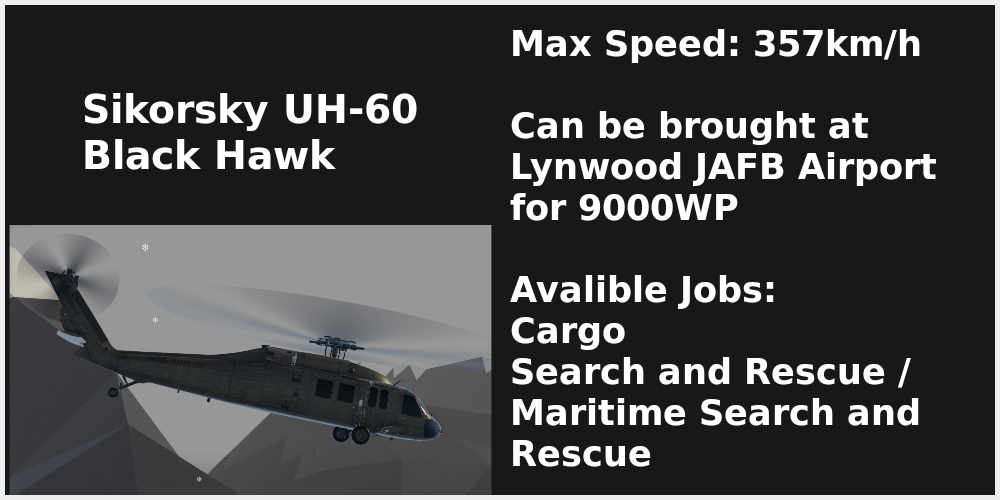 Sikorsky UH-60
Black Hawk
Max Speed: 357km/h
Can be brought at
Lynwood JAFB Airport
for 9000WP
Avalible Jobs:
Cargo
Search and Rescue /
Maritime Search and
Rescue